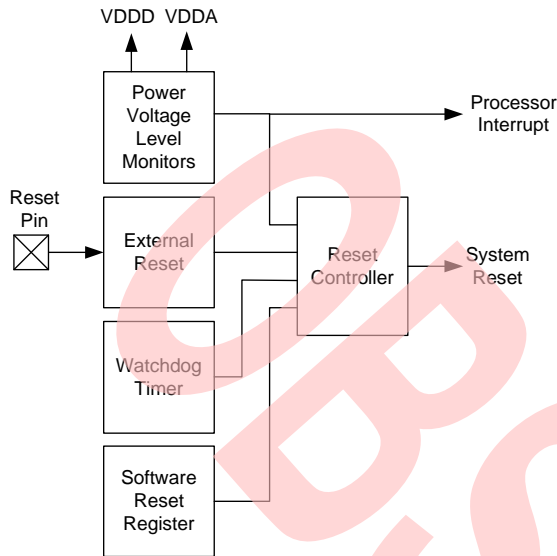 VDDD VDDA
Power
Voltage
Level
Monitors
Processor
Interrupt
Reset
Pin
External
Reset
Reset
Controller
System
Reset
Watchdog
Timer
Software
Reset
Register
OBS